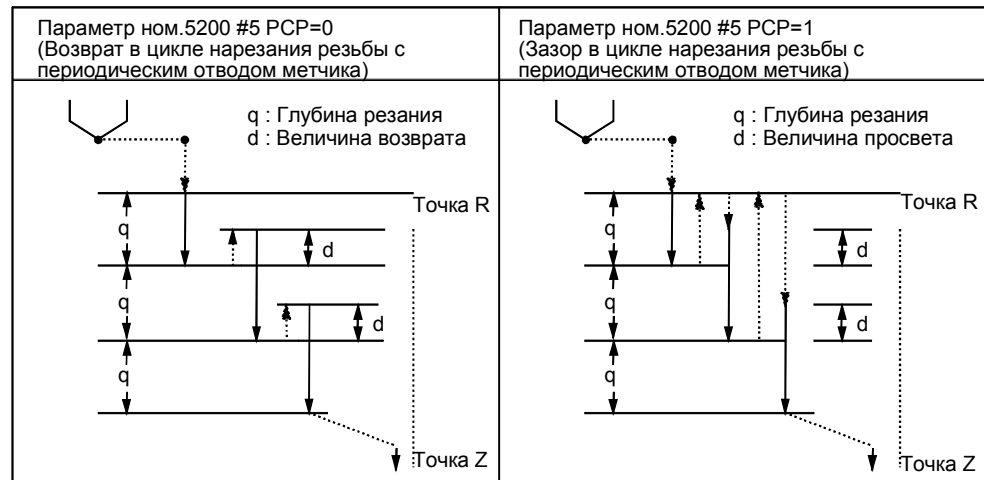 Параметр ном.5200 #5 PCP=0
(Возврат в цикле нарезания резьбы с
периодическим отводом метчика)
q : Глубина резания
d : Величина возврата
Точка R
q
d
q
d
q
Точка Z
Параметр ном.5200 #5 PCP=1
(Зазор в цикле нарезания резьбы с
периодическим отводом метчика)
q : Глубина резания
d : Величина просвета
Точка R
q
d
q
d
q
Точка Z